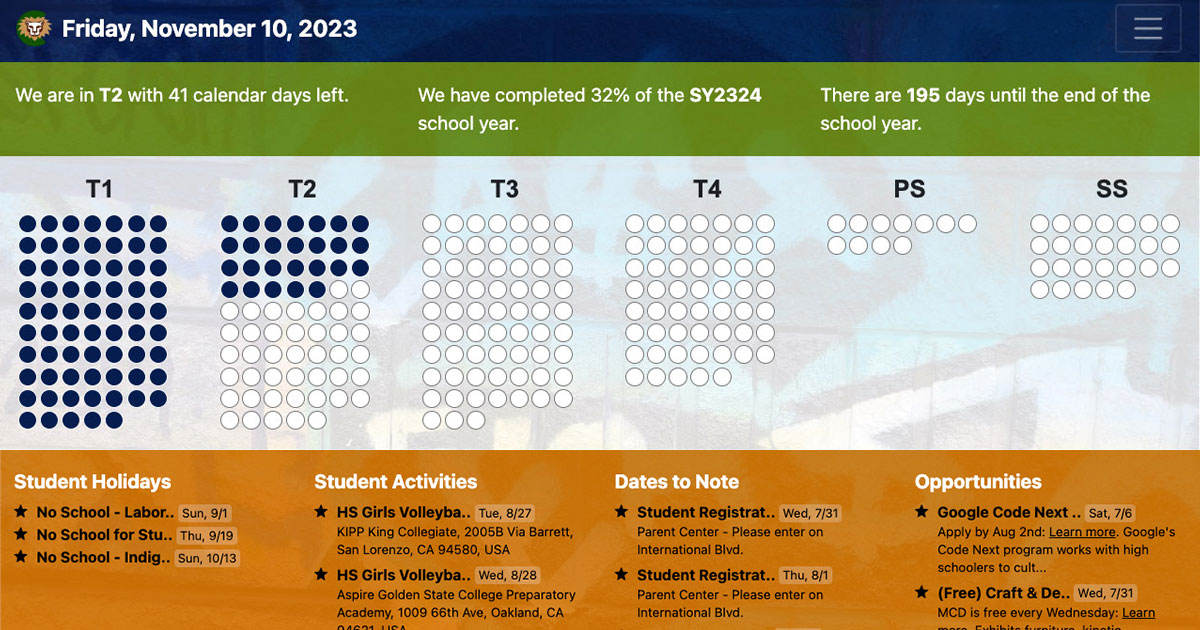 Friday, November 10, 2023
We are in T2 with 41 calendar days left.
We have completed 32% of the SY2324
school year.
There are 195 days until the end of the
school year.
T1
T2
T3
T4
PS
SS
Student Holidays
No School - Labor.. Sun, 9/1
No School for Stu.. Thu, 9/19
No School - Indig.. Sun, 10/13
Student Activities
HS Girls Volleyba.. Tue, 8/27
KIPP King Collegiate, 2005B Via Barrett,
San Lorenzo, CA 94580, USA
HS Girls Volleyba.. Wed, 8/28
Aspire Golden State College Preparatory
Academy, 1009 66th Ave, Oakland, CA
94621, USA
Dates to Note
Student Registrat.. Wed, 7/31
Parent Center - Please enter on
International Blvd.
Student Registrat.. Thu, 8/1
Parent Center - Please enter on
International Blvd.
Opportunities
Google Code Next .. Sat, 7/6
Apply by Aug 2nd: Learn more. Google's
Code Next program works with high
schoolers to cult...
(Free) Craft & De.. Wed, 7/31
MCD is free every Wednesday: Learn
more. Exhibits furniture, kinetic